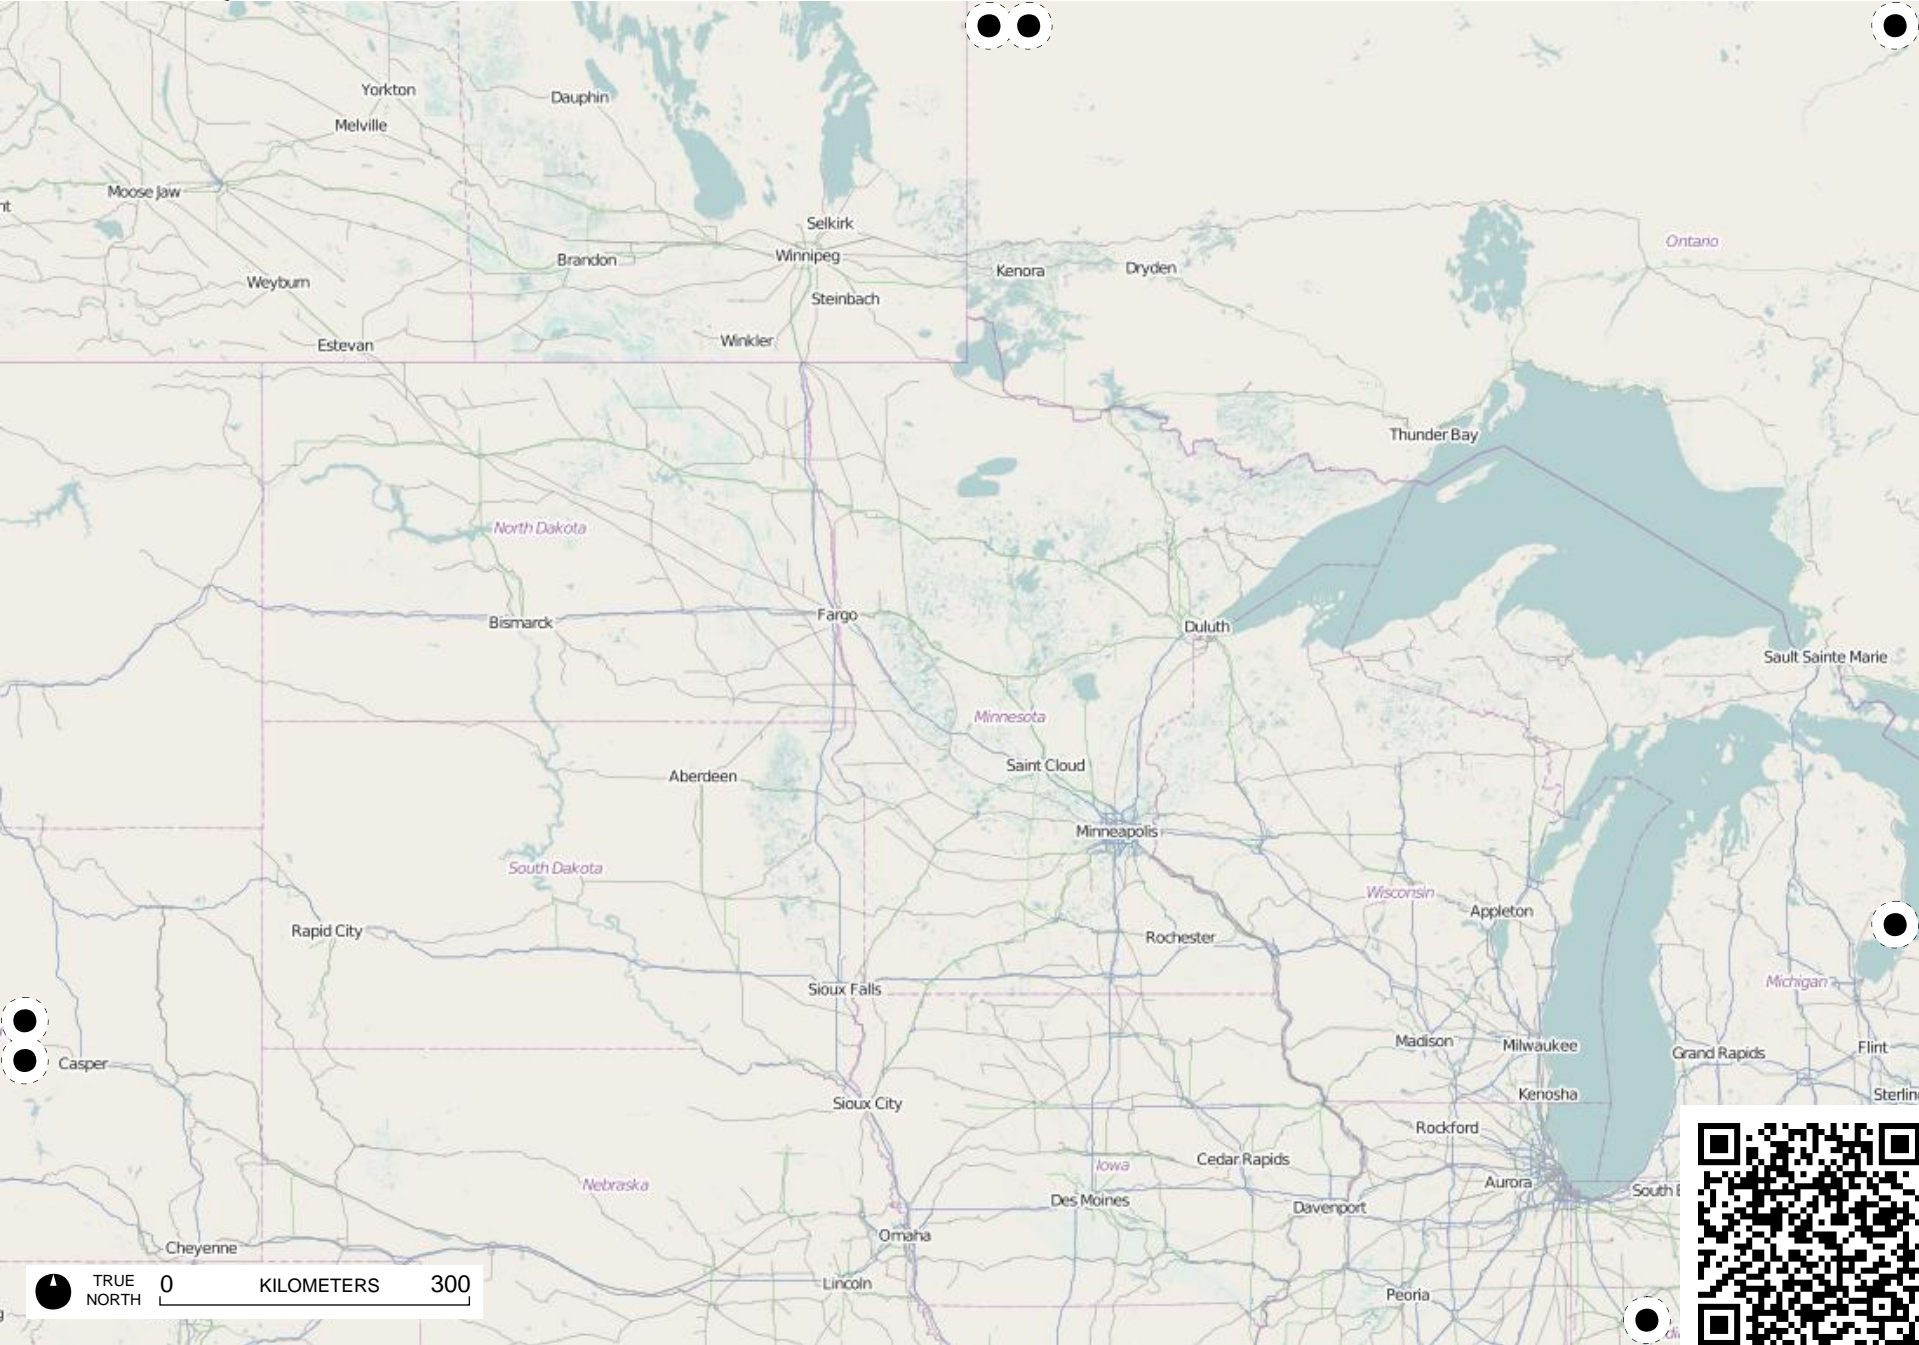 Yorkton
Dauphin
Melville
Moose Jaw
Selkirk
Ontario
Winnipeg
Brandon
Kenora
Dryden
Weyburn
Steinbach
Winkler
Estevan
Thunder Bay
North Dakota
Fargo
Bismarck
Duluth
Sault Sainte Marie
Minnesota
Saint Cloud
Aberdeen
Minneapolis
South Dakota
Wisconsin
Appleton
Rapid City
Rochester
Michigan
Sioux Falls
Madison
Milwaukee
Flint
Grand Rapids
Casper
Kenosha
Sterlin
Sioux City
Rockford
Cedar Rapids
Iowa
Aurora
Nebraska
South
Des Moines
Davenport
Omaha
Cheyenne
Lincoln
Peoria
TRUE
NORTH
0 KILOMETERS 300